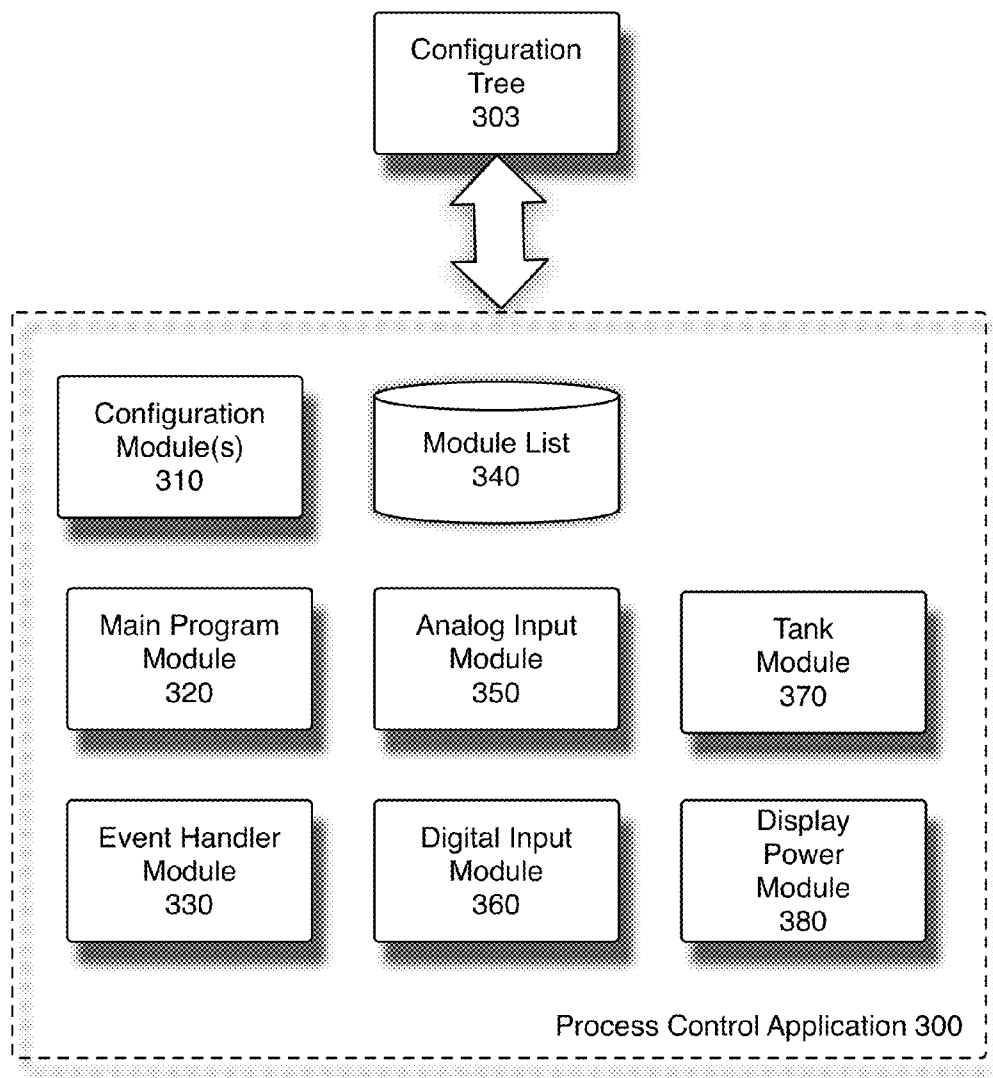 Configuration
Tree
303
Configuration
Module(s)
310
Module List
340
Main Program
Module
320
Analog Input
Module
350
Tank
Module
370
Event Handler
Module
330
Digital Input
Module
360
Display
Power
Module
380
Process Control Application 300